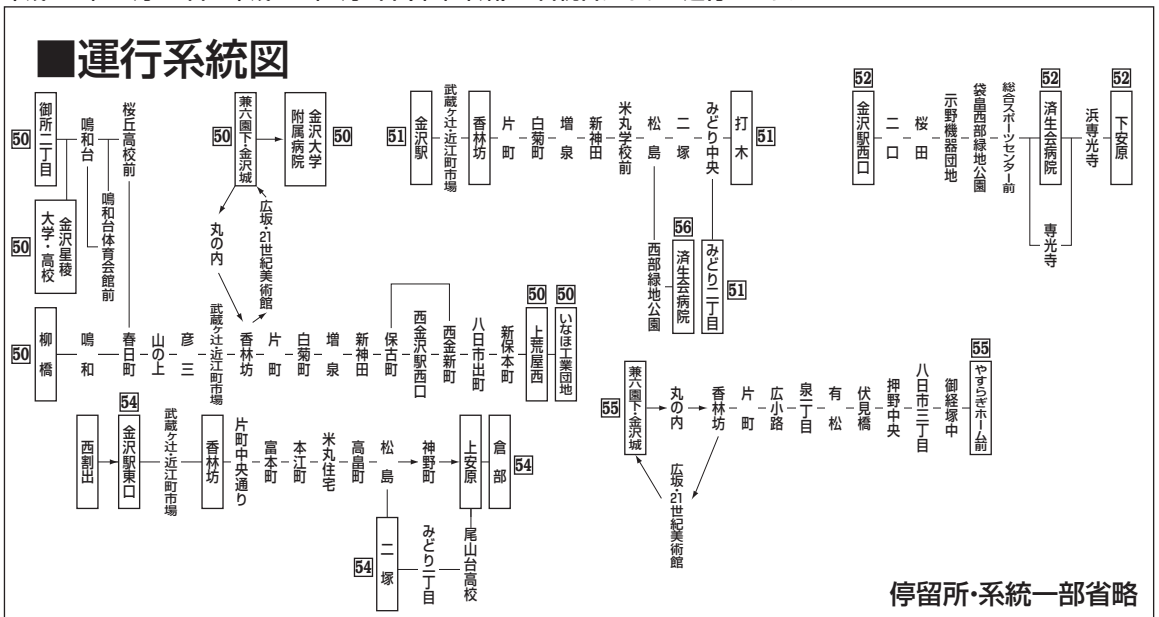 ■運行系統図
50
御所二丁目
鳴和台
桜丘高校前
50
金沢星稜
大学・高校
鳴和台体育会館前
50
兼六園下・金沢城
金沢大学
附属病院
50
丸の内
広坂・21世紀美術館
50
柳橋
鳴和
春日町
山の上
彦三
武蔵ヶ辻・近江町市場
香林坊
片町
白菊町
増泉
新神田
保古町
西金沢駅西口
西金沢新町
八日市出町
新保本町
50
上荒屋西
50
いなほ工業団地
51
金沢駅
武蔵ヶ辻・近江町市場
香林坊
片町
白菊町
増泉
新神田
米丸学校前
松島
二塚
みどり中央
打木
51
西部緑地公園
56
済生会病院
みどり二丁目
51
52
金沢駅西口
二口
桜田
示野機器団地
袋畠西部緑地公園
総合スポーツセンター前
52
済生会病院
浜専光寺
専光寺
52
下安原
西割出
54
金沢駅東口
武蔵ヶ辻・近江町市場
香林坊
片町中央通り
富本町
本江町
米丸住宅
高畠町
松島
神野町
上安原
倉部
54
54
二塚
みどり一丁目
尾山台高校
55
兼六園下・金沢城
丸の内
香林坊
片町
広小路
泉一丁目
有松
伏見橋
押野中央
八日市三丁目
御経塚中
55
やすらぎホーム前
広坂・21世紀美術館
停留所・系統一部省略